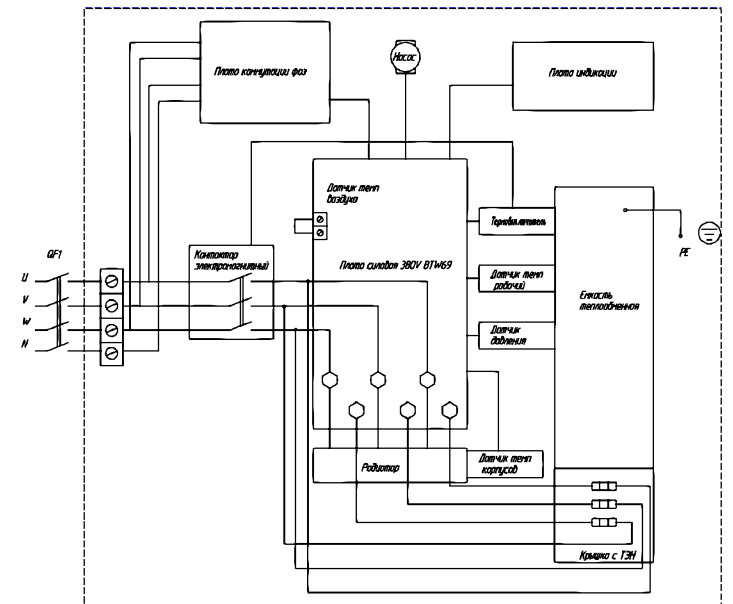 Плата коммутации фаз
Насос
Плата индикации
Датчик темп
воздуха
Термовыключатель
QF1
Контактор
электромагнитный
Плата силовая 380V BTW69
PE
U
V
W
N
Датчик темп
рабочий
Емкость
теплообменная
Датчик
давления
Радиатор
Датчик темп
корпусов
Крышка с ТЭН